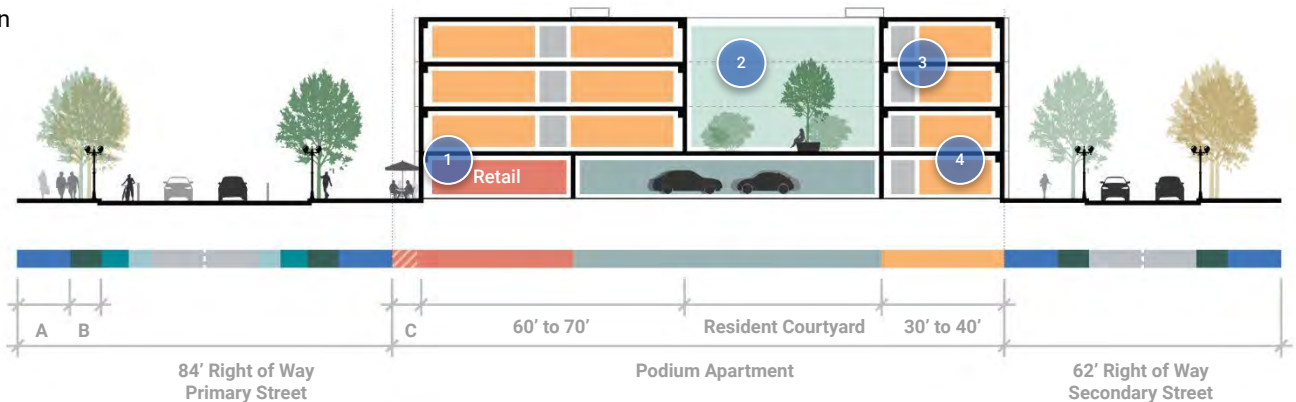 n
2
3
1
Retail
4
A
B
C
60’ to 70’
Resident Courtyard
30’ to 40’
84’ Right of Way
Primary Street
Podium Apartment
62’ Right of Way
Secondary Street